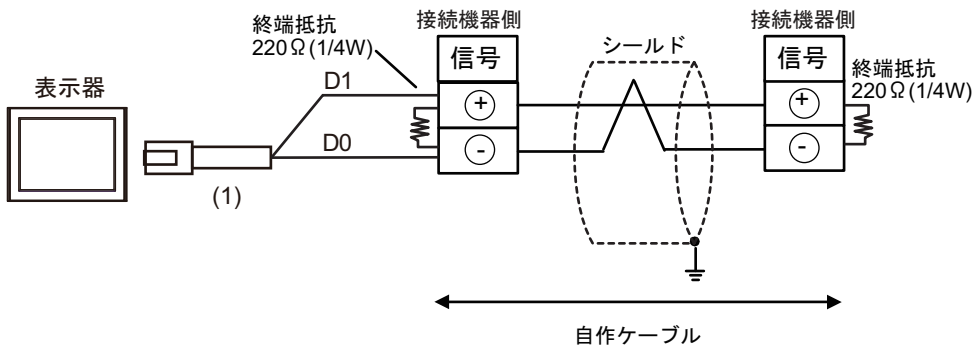 表示器
(1)
D1
D0
終端抵抗
220Ω(1/4W)
接続機器側
信号
+
-
シールド
接続機器側
信号
+
-
終端抵抗
220Ω(1/4W)
自作ケーブル